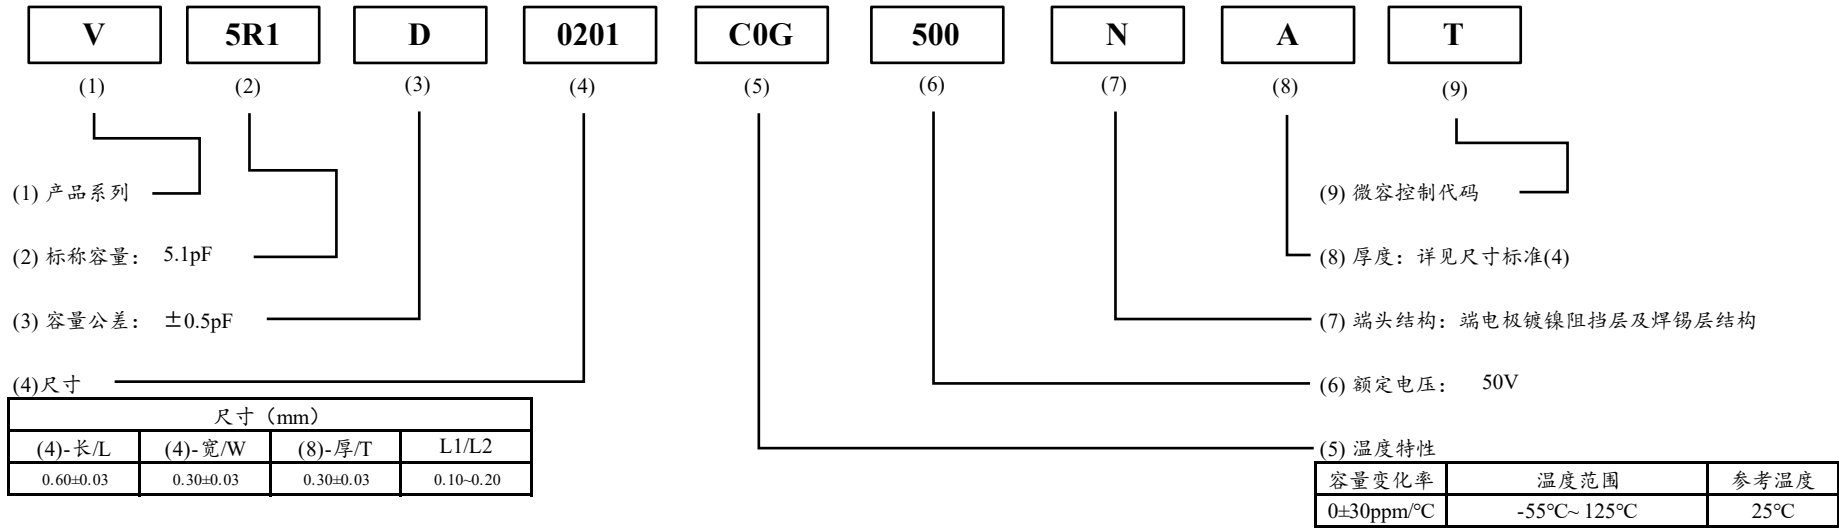 V 5R1 D 0201 C0G 500 N A T
(1) (2) (3) (4) (5) (6) (7) (8) (9)
(1) 产品系列
(9) 微容控制代码
(2) 标称容量： 5.1pF
(8) 厚度：详见尺寸标准(4)
(3) 容量公差： ±0.5pF
(7) 端头结构：端电极镀镍阻挡层及焊锡层结构
(4)尺寸
(6) 额定电压： 50V
尺寸（mm）
(4)-长/L (4)-宽/W (8)-厚/T L1/L2
0.60±0.03 0.30±0.03 0.30±0.03 0.10~0.20
(5) 温度特性
容量变化率 温度范围 参考温度
0±30ppm/°C -55°C~ 125°C 25°C